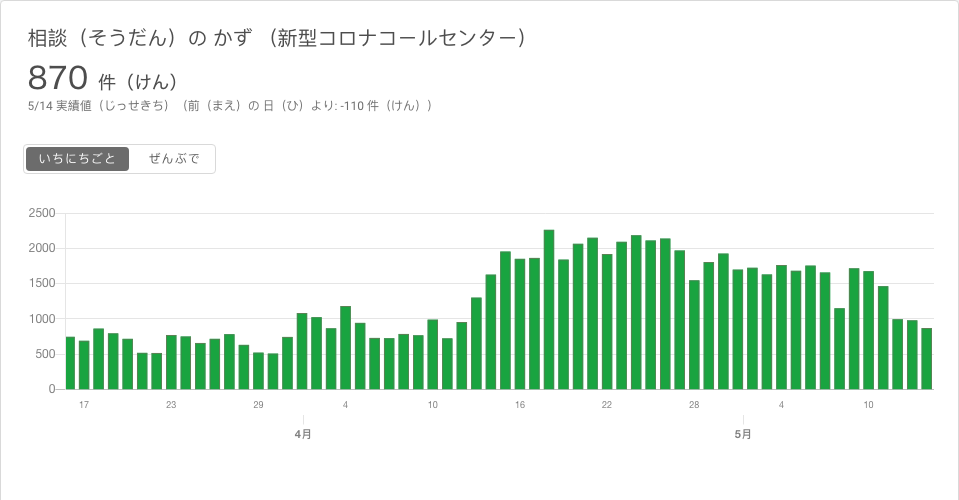 相談（そうだん）の かず （新型コロナコールセンター）
870 件（けん）
5/14 実績値（じっせきち）（前（まえ）の 日（ひ）より: -110 件（けん））
いちにちごと ぜんぶで
2500
2000
1500
1000
500
0
17 23 29 4 10 16 22 28 4 10
4月 5月